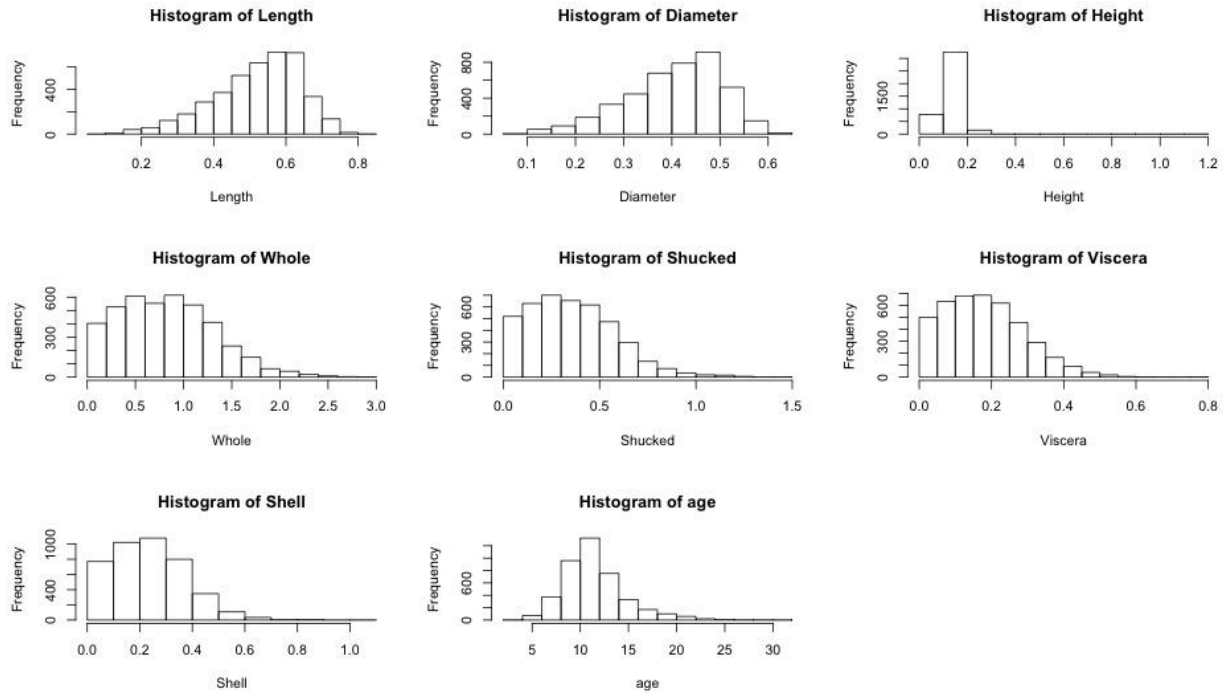 Histogram of Length
Frequency
0 400
0.2 0.4 0.6 0.8
Length
Histogram of Diameter
Frequency
0 400 800
0.1 0.2 0.3 0.4 0.5 0.6
Diameter
Histogram of Height
Frequency
0 1500
0.0 0.2 0.4 0.6 0.8 1.0 1.2
Height
Histogram of Whole
Frequency
0 300 600
0.0 0.5 1.0 1.5 2.0 2.5 3.0
Whole
Histogram of Shucked
Frequency
0 300 600
0.0 0.5 1.0 1.5
Shucked
Histogram of Viscera
Frequency
0 300 600
0.0 0.2 0.4 0.6 0.8
Viscera
Histogram of Shell
Frequency
0 400 1000
0.0 0.2 0.4 0.6 0.8 1.0
Shell
Histogram of age
Frequency
0 600
5 10 15 20 25 30
age